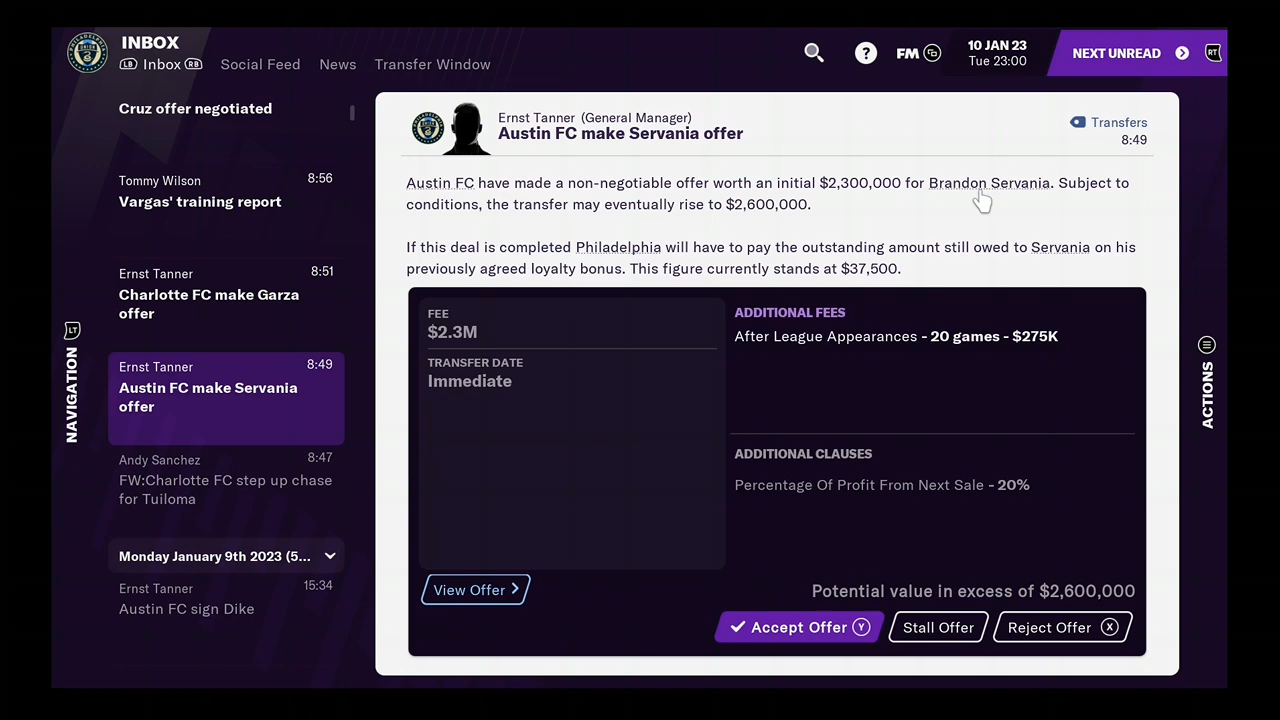 INBOX
LB Inbox RB
Social Feed
News
Transfer Window
FM
10 JAN 23
Tue 23:00
NEXT UNREAD
RT
Cruz offer negotiated
Tommy Wilson 8:56
Vargas' training report
Ernst Tanner 8:51
Charlotte FC make Garza
offer
Ernst Tanner 8:49
Austin FC make Servania
offer
Andy Sanchez 8:47
FW:Charlotte FC step up chase
for Tuiloma
Monday January 9th 2023 (5...
Ernst Tanner 15:34
Austin FC sign Dike
LT
NAVIGATION
Ernst Tanner (General Manager)
Austin FC make Servania offer
Transfers
8:49
Austin FC have made a non-negotiable offer worth an initial $2,300,000 for Brandon Servania. Subject to
conditions, the transfer may eventually rise to $2,600,000.
If this deal is completed Philadelphia will have to pay the outstanding amount still owed to Servania on his
previously agreed loyalty bonus. This figure currently stands at $37,500.
FEE
$2.3M
TRANSFER DATE
Immediate
ADDITIONAL FEES
After League Appearances - 20 games - $275K
ADDITIONAL CLAUSES
Percentage Of Profit From Next Sale - 20%
View Offer
Potential value in excess of $2,600,000
Accept Offer Y
Stall Offer
Reject Offer X
ACTIONS